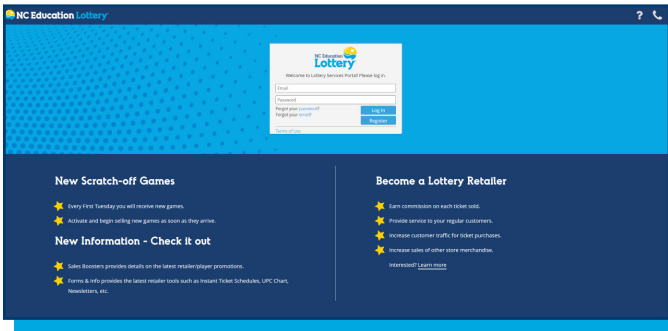 NC Education Lottery
?
NC Education
Lottery
Welcome to Lottery Services Portal! Please log in.
Email
Password
Forgot your password?
Log In
Forgot your email?
Register
Terms of Use
New Scratch-off Games
Every First Tuesday you will receive new games.
Activate and begin selling new games as soon as they arrive.
New Information - Check it out
Sales Boosters provides details on the latest retailer/player promotions.
Forms & Info provides the latest retailer tools such as Instant Ticket Schedules, UPC Chart,
Newsletters, etc.
Become a Lottery Retailer
Earn commission on each ticket sold.
Provide service to your regular customers.
Increase customer traffic for ticket purchases.
Increase sales of other store merchandise.
Interested? Learn more